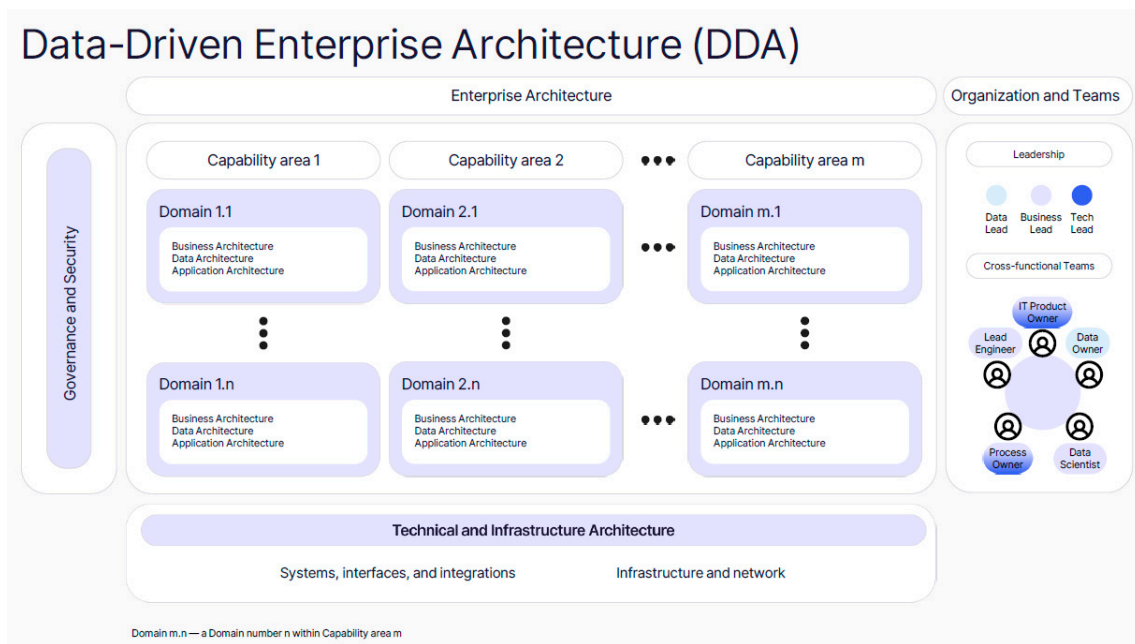 Data-Driven Enterprise Architecture (DDA)
Enterprise Architecture
Organization and Teams
Governance and Security
Capability area 1
Capability area 2
Capability area m
Domain 1.1
Business Architecture
Data Architecture
Application Architecture
Domain 2.1
Business Architecture
Data Architecture
Application Architecture
Domain m.1
Business Architecture
Data Architecture
Application Architecture
Domain 1.n
Business Architecture
Data Architecture
Application Architecture
Domain 2.n
Business Architecture
Data Architecture
Application Architecture
Domain m.n
Business Architecture
Data Architecture
Application Architecture
Leadership
Data
Lead
Business
Lead
Tech
Lead
Cross-functional Teams
IT Product
Owner
Lead
Engineer
Data
Owner
Process
Owner
Data
Scientist
Technical and Infrastructure Architecture
Systems, interfaces, and integrations
Infrastructure and network
Domain m.n — a Domain number n within Capability area m